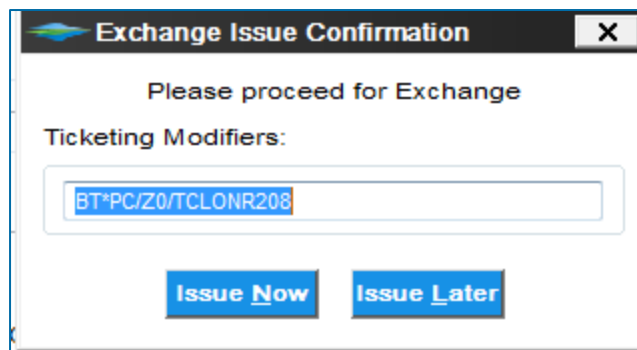 Exchange Issue Confirmation X
Please proceed for Exchange
Ticketing Modifiers:
BT*PC/Z0/TCLONR208
Issue Now Issue Later